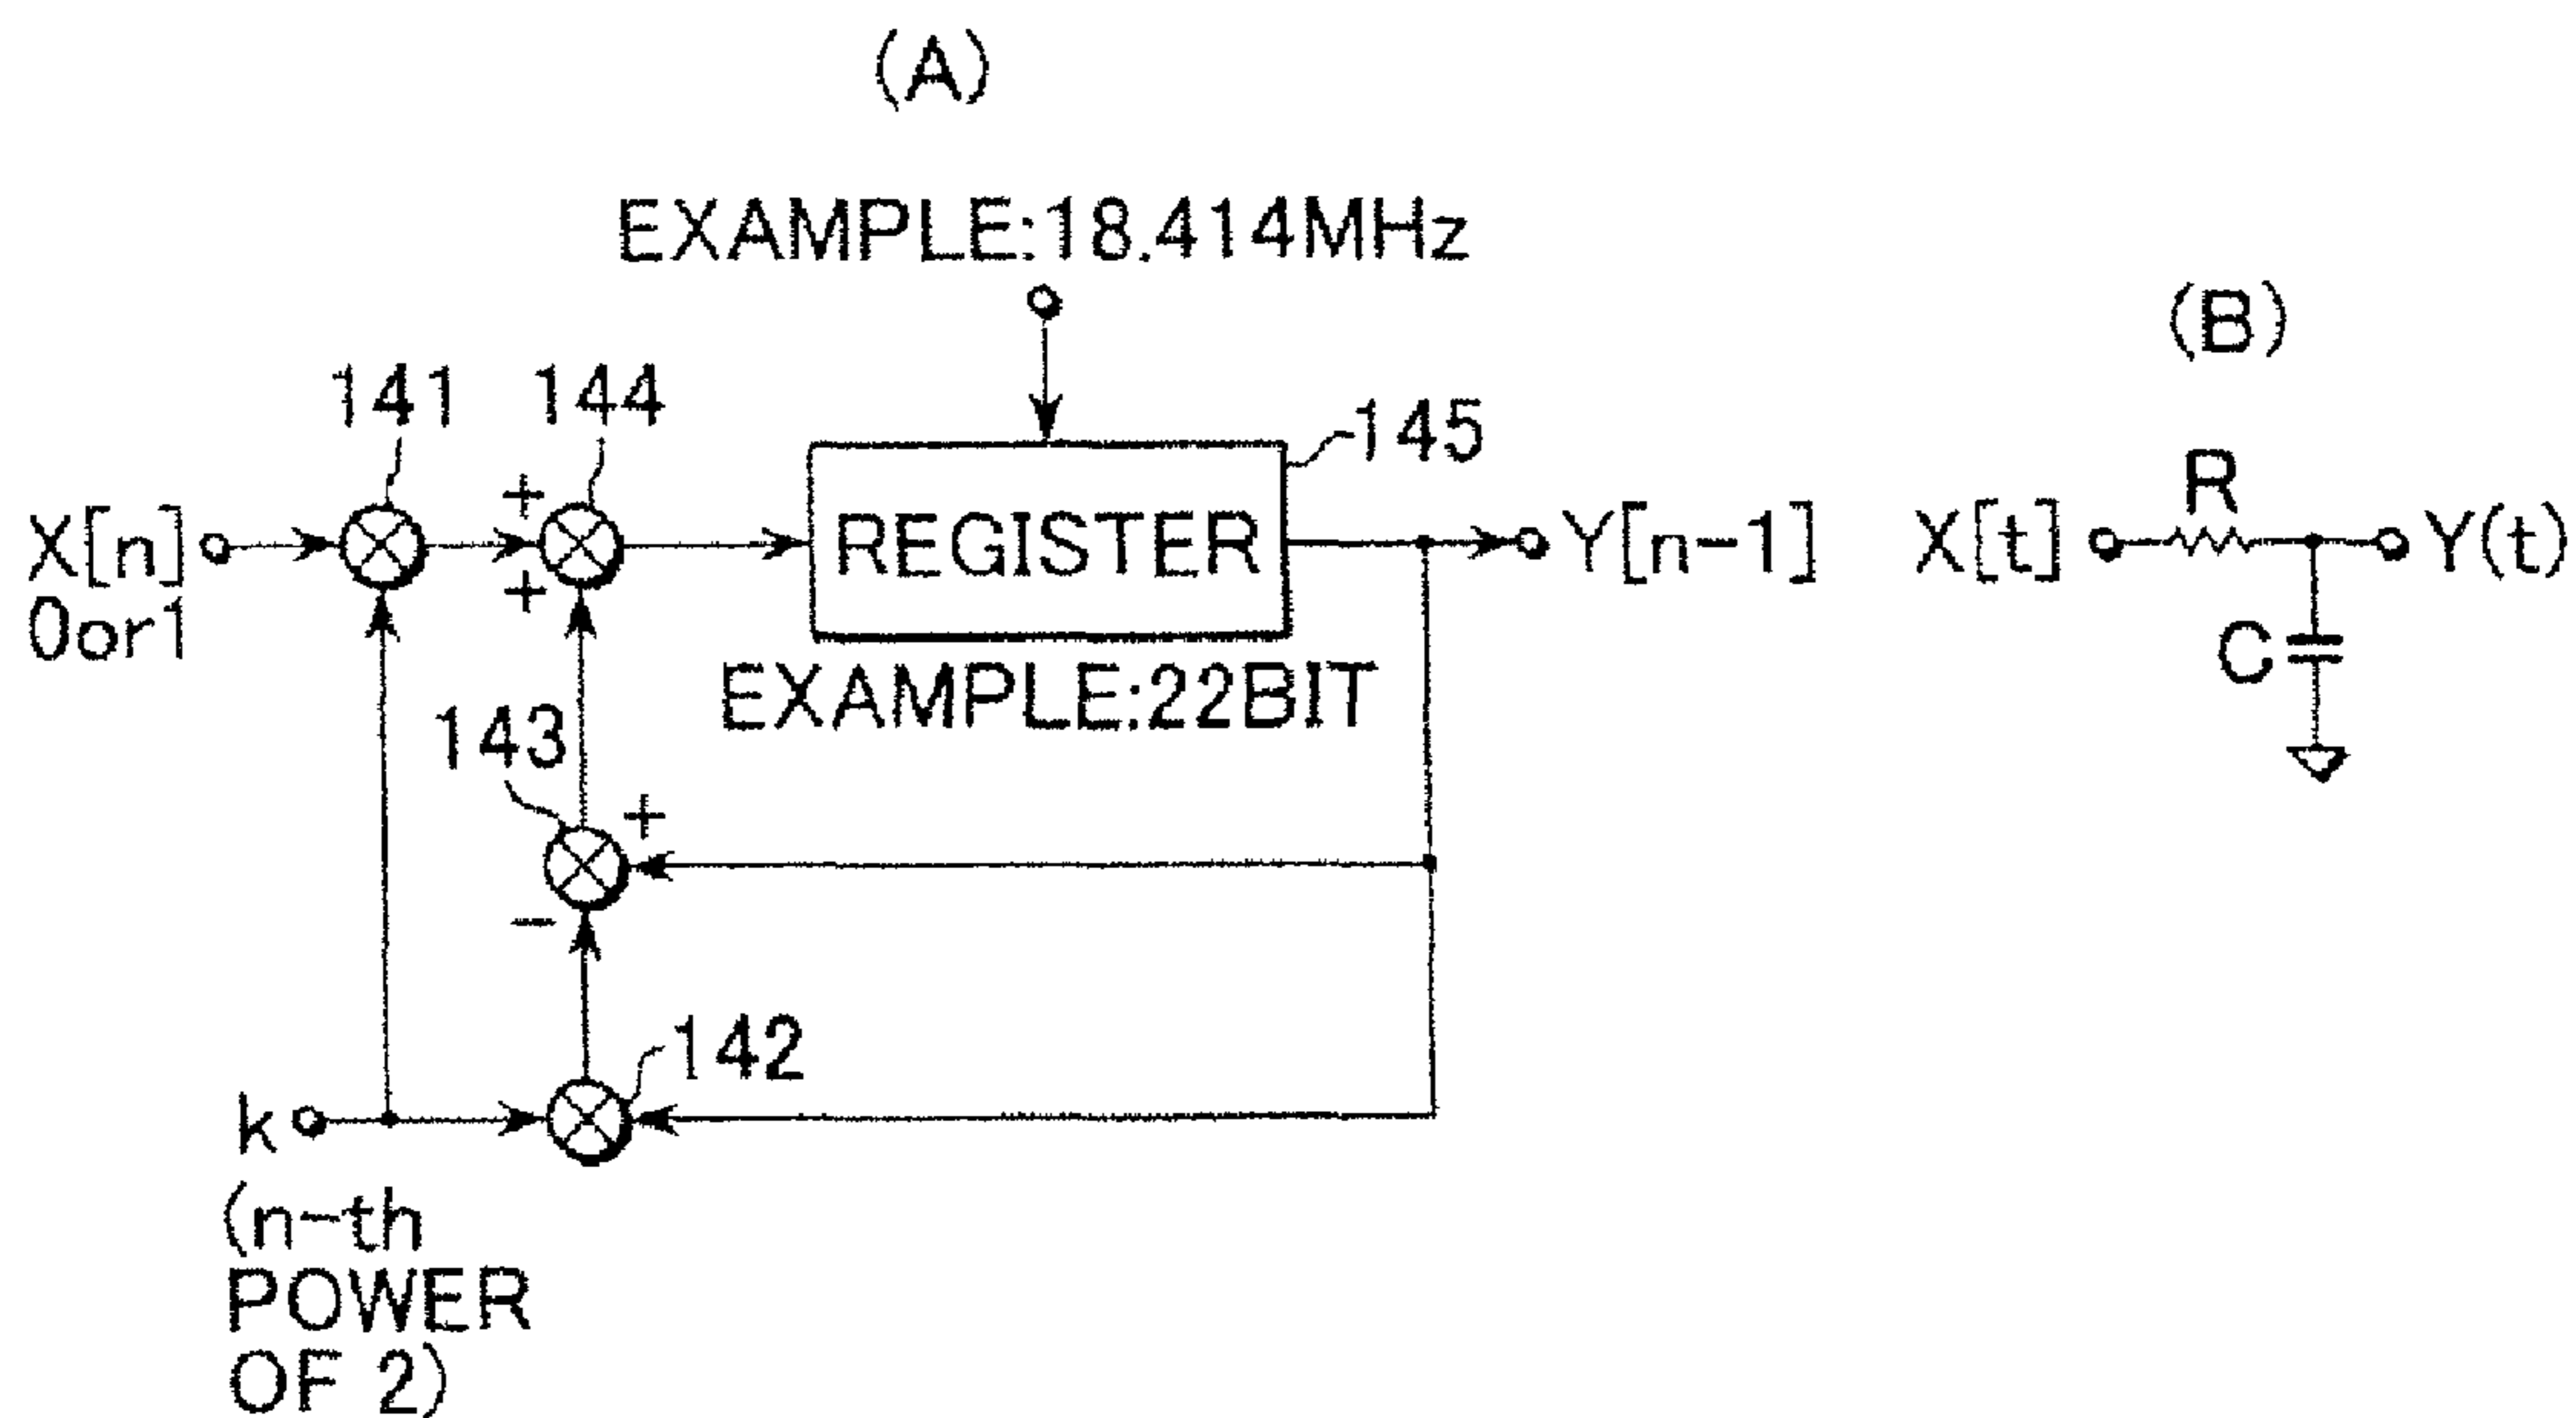 (A)
EXAMPLE:18.414MHz
(B)
141
144
145
X[n]
0or1
+
+
REGISTER
Y[n-1]
X[t]
R
Y(t)
C
EXAMPLE:22BIT
143
+
-
142
k
(n-th
POWER
OF 2)